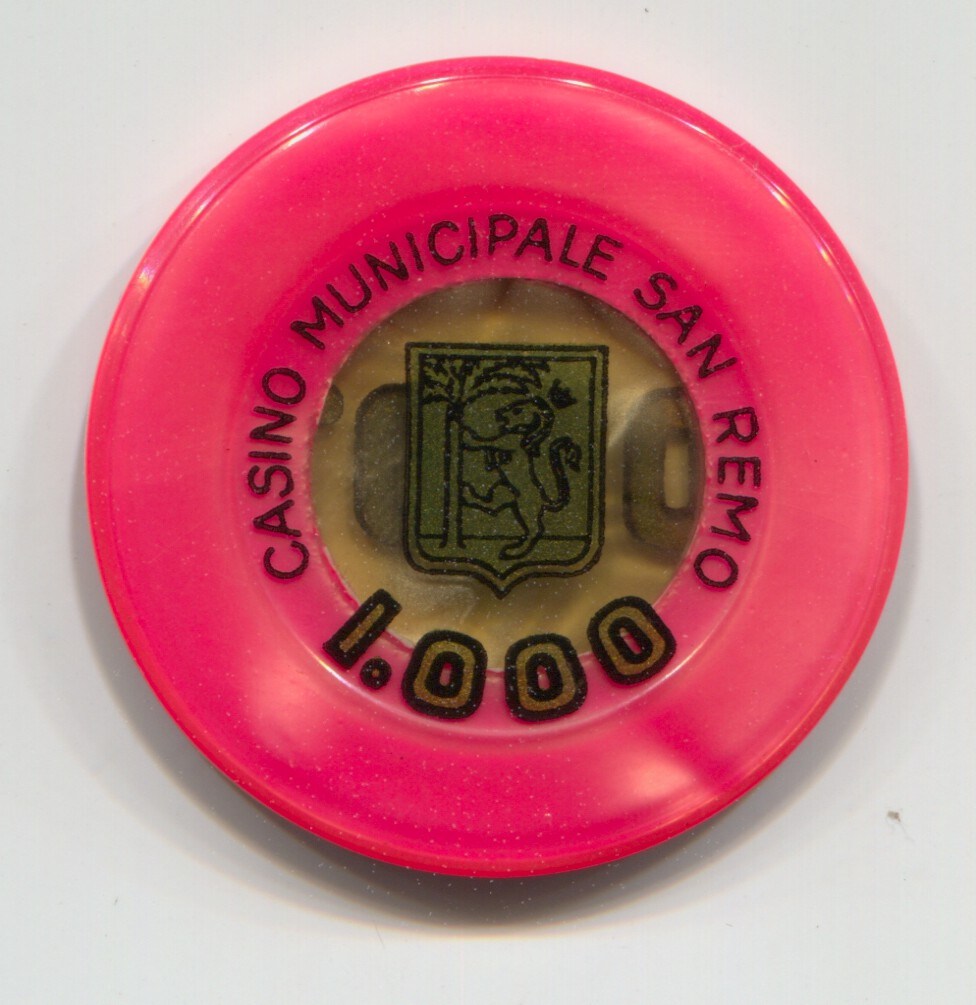 CASINO MUNICIPALE SAN REMO
1.000